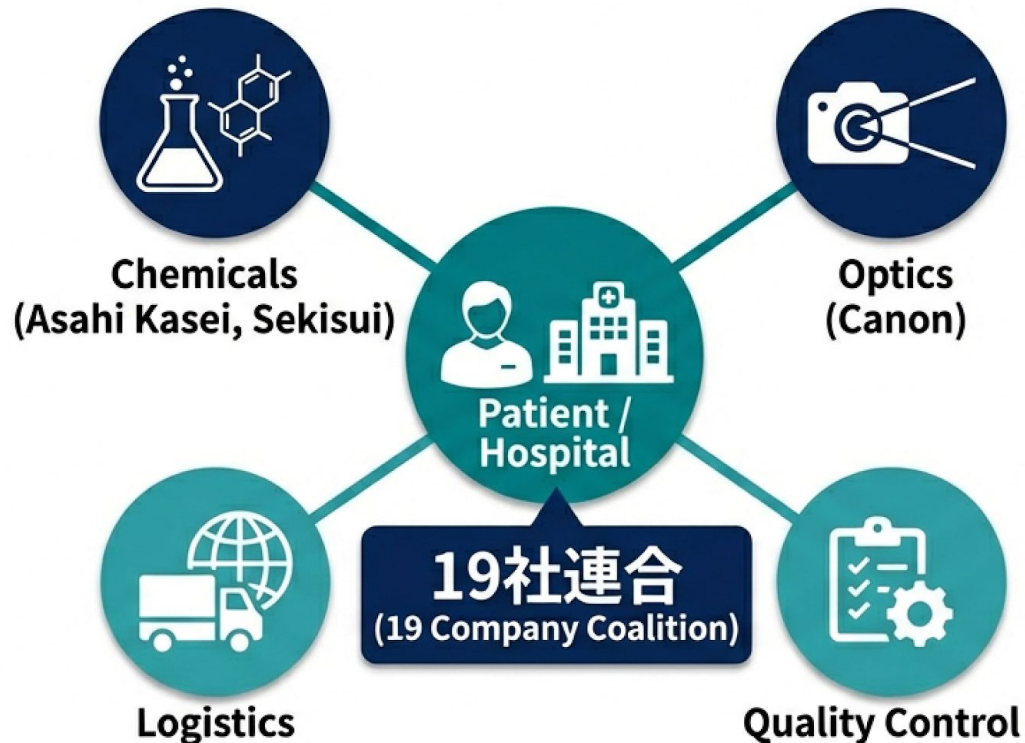 Chemicals
(Asahi Kasei, Sekisui)
Optics
(Canon)
Patient /
Hospital
19社連合
(19 Company Coalition)
Logistics
Quality Control